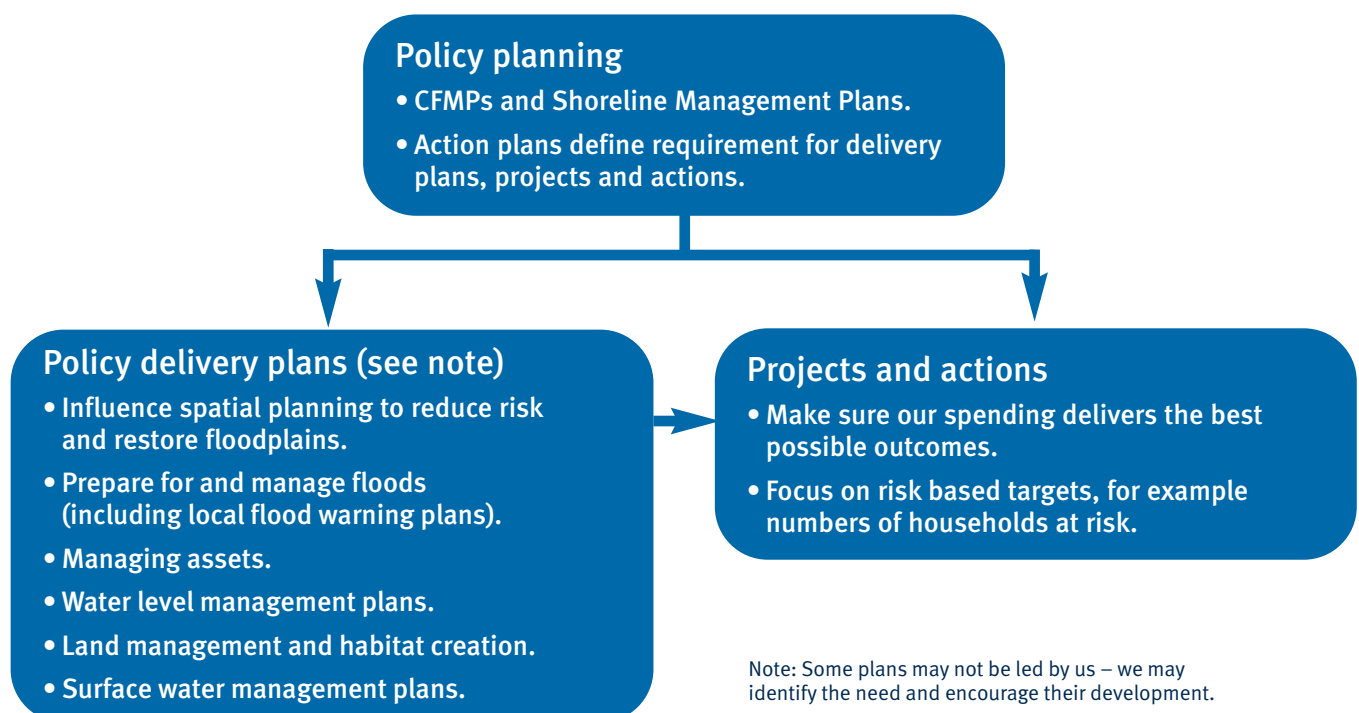 Policy planning
• CFMPs and Shoreline Management Plans.
• Action plans define requirement for delivery
plans, projects and actions.
Policy delivery plans (see note)
• Influence spatial planning to reduce risk
and restore floodplains.
• Prepare for and manage floods
(including local flood warning plans).
• Managing assets.
• Water level management plans.
• Land management and habitat creation.
• Surface water management plans.
Projects and actions
• Make sure our spending delivers the best
possible outcomes.
• Focus on risk based targets, for example
numbers of households at risk.
Note: Some plans may not be led by us – we may
identify the need and encourage their development.